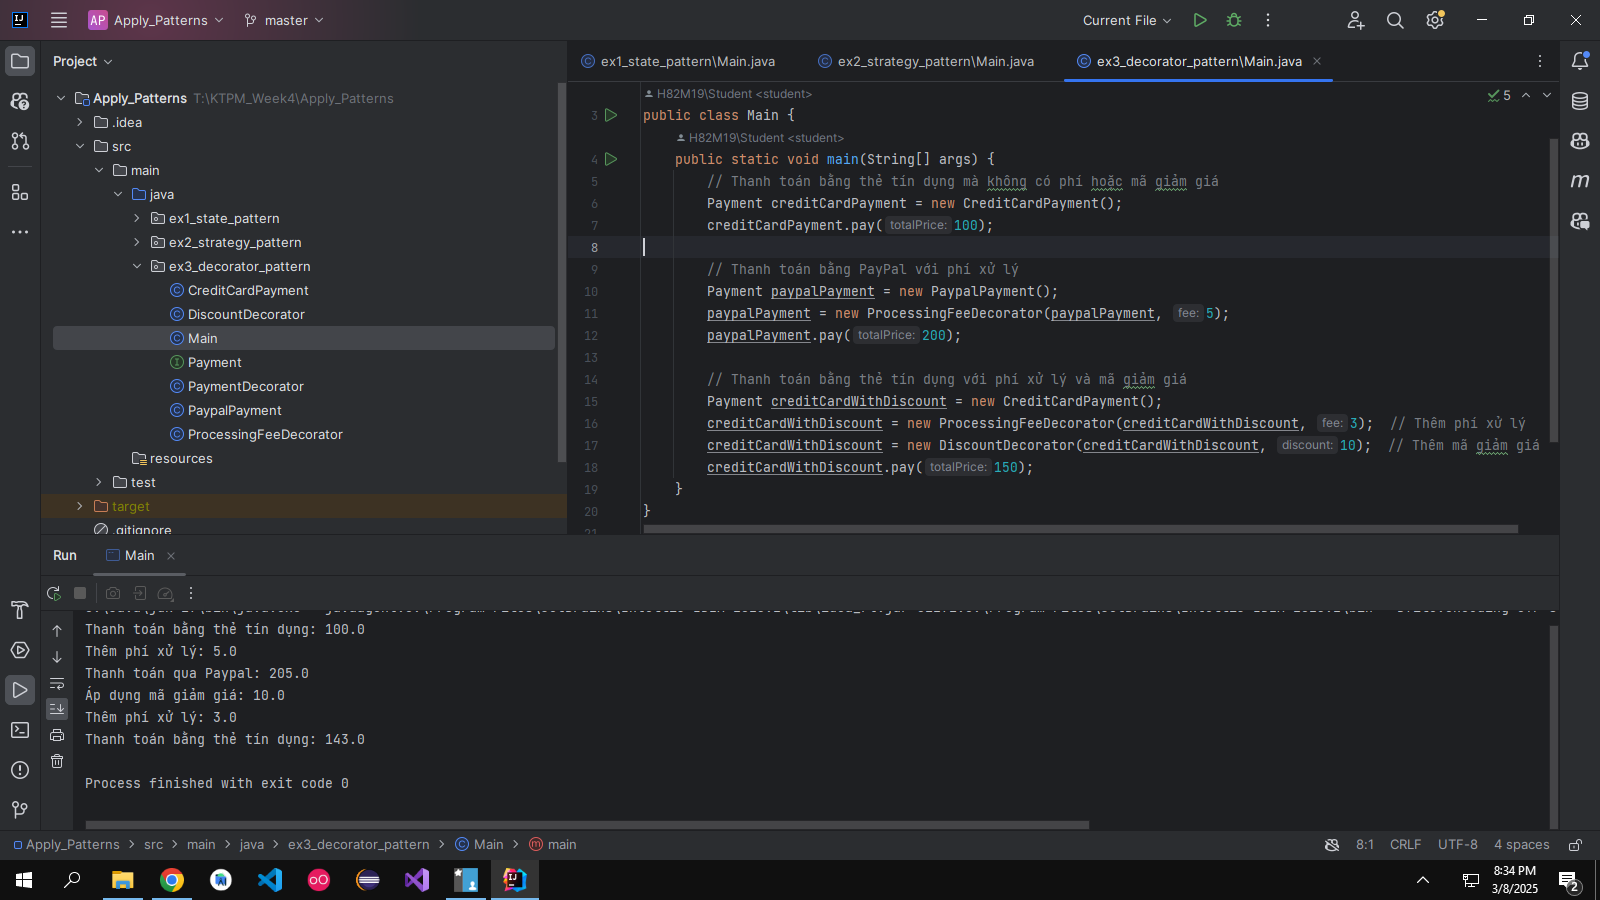 AP Apply_Patterns
master
Current File
Project
ex1_state_pattern\Main.java
ex2_strategy_pattern\Main.java
ex3_decorator_pattern\Main.java
Apply_Patterns T:\KTPM_Week4\Apply_Patterns
.idea
src
main
java
ex1_state_pattern
ex2_strategy_pattern
ex3_decorator_pattern
CreditCardPayment
DiscountDecorator
Main
Payment
PaymentDecorator
PaypalPayment
ProcessingFeeDecorator
resources
test
target
.gitignore
H82M19\Student <student>
5
3 public class Main {
H82M19\Student <student>
4 public static void main(String[] args) {
5 // Thanh toán bằng thẻ tín dụng mà không có phí hoặc mã giảm giá
6 Payment creditCardPayment = new CreditCardPayment();
7 creditCardPayment.pay( totalPrice: 100);
8
9 // Thanh toán bằng PayPal với phí xử lý
10 Payment paypalPayment = new PaypalPayment();
11 paypalPayment = new ProcessingFeeDecorator(paypalPayment, fee: 5);
12 paypalPayment.pay( totalPrice: 200);
13
14 // Thanh toán bằng thẻ tín dụng với phí xử lý và mã giảm giá
15 Payment creditCardWithDiscount = new CreditCardPayment();
16 creditCardWithDiscount = new ProcessingFeeDecorator(creditCardWithDiscount, fee: 3); // Thêm phí xử lý
17 creditCardWithDiscount = new DiscountDecorator(creditCardWithDiscount, discount: 10); // Thêm mã giảm giá
18 creditCardWithDiscount.pay( totalPrice: 150);
19 }
20 }
21
Run
Main
Thanh toán bằng thẻ tín dụng: 100.0
Thêm phí xử lý: 5.0
Thanh toán qua Paypal: 205.0
Áp dụng mã giảm giá: 10.0
Thêm phí xử lý: 3.0
Thanh toán bằng thẻ tín dụng: 143.0
Process finished with exit code 0
Apply_Patterns > src > main > java > ex3_decorator_pattern > Main > main
8:1 CRLF UTF-8 4 spaces
8:34 PM
3/8/2025
2